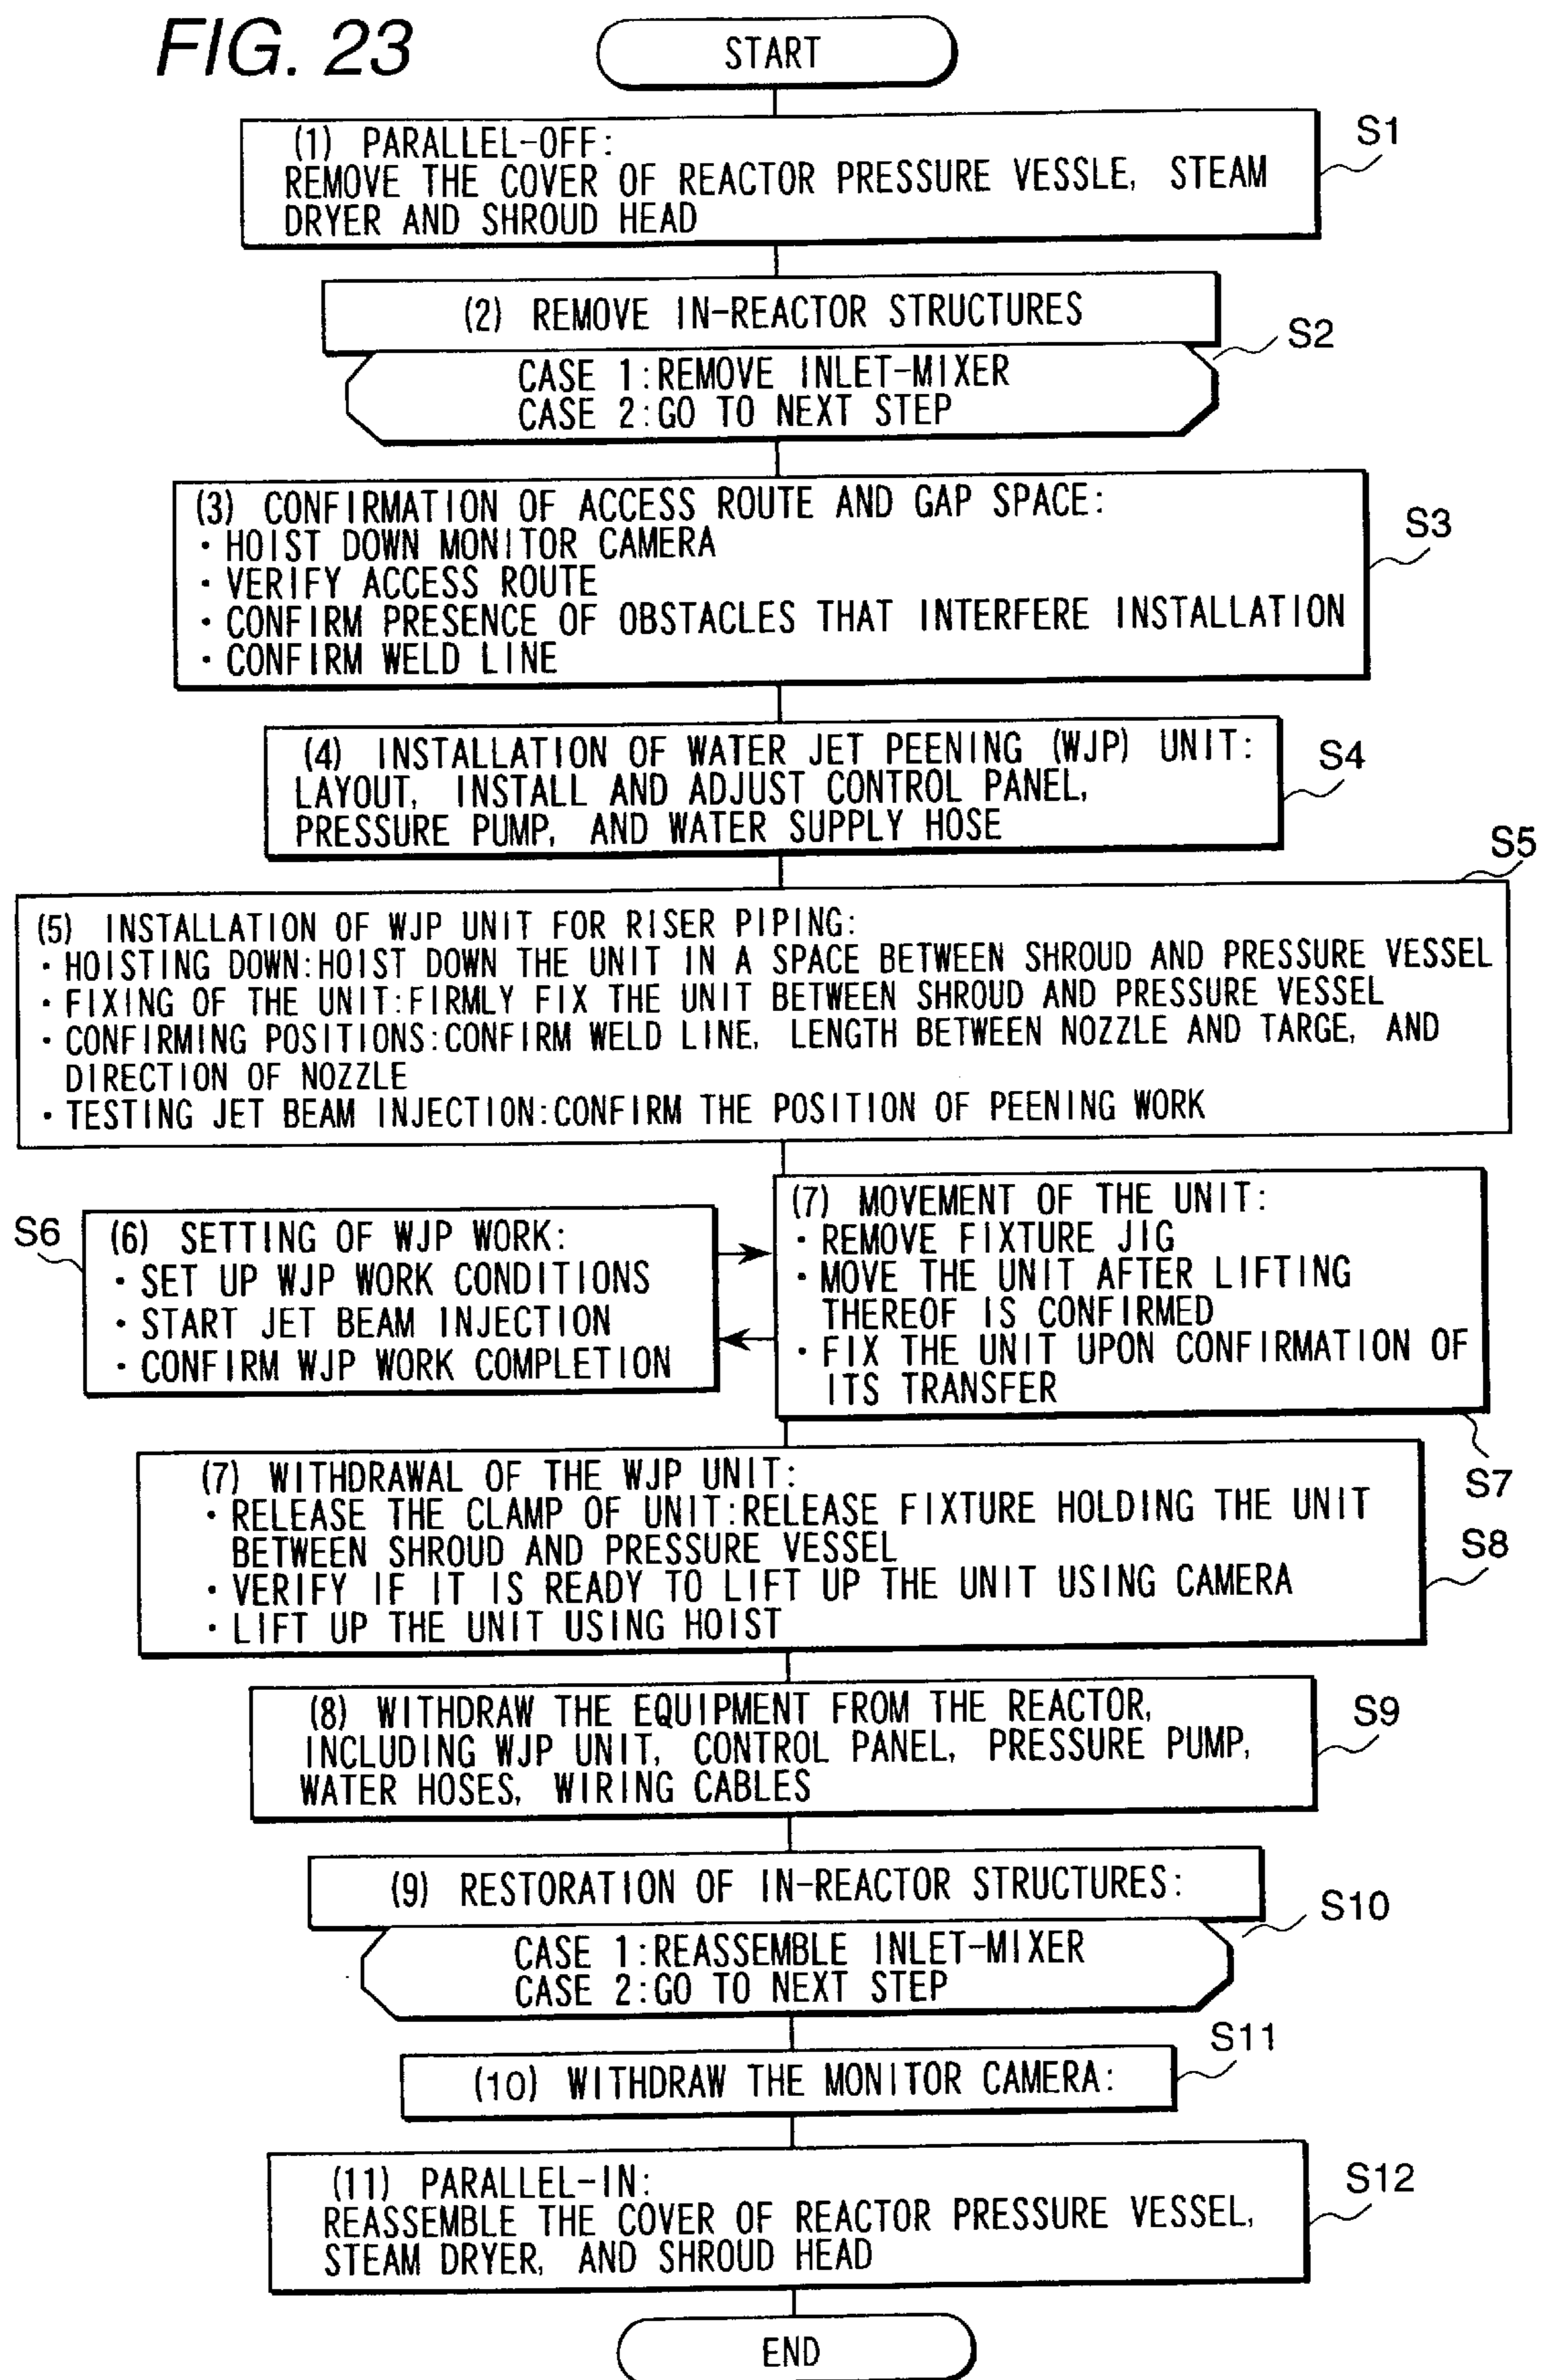 FIG. 23
START
(1) PARALLEL-OFF:
REMOVE THE COVER OF REACTOR PRESSURE VESSLE, STEAM
DRYER AND SHROUD HEAD
S1
(2) REMOVE IN-REACTOR STRUCTURES
CASE 1:REMOVE INLET-MIXER
CASE 2:GO TO NEXT STEP
S2
(3) CONFIRMATION OF ACCESS ROUTE AND GAP SPACE:
・HOIST DOWN MONITOR CAMERA
・VERIFY ACCESS ROUTE
・CONFIRM PRESENCE OF OBSTACLES THAT INTERFERE INSTALLATION
・CONFIRM WELD LINE
S3
(4) INSTALLATION OF WATER JET PEENING (WJP) UNIT:
LAYOUT, INSTALL AND ADJUST CONTROL PANEL,
PRESSURE PUMP, AND WATER SUPPLY HOSE
S4
S5
(5) INSTALLATION OF WJP UNIT FOR RISER PIPING:
・HOISTING DOWN:HOIST DOWN THE UNIT IN A SPACE BETWEEN SHROUD AND PRESSURE VESSEL
・FIXING OF THE UNIT:FIRMLY FIX THE UNIT BETWEEN SHROUD AND PRESSURE VESSEL
・CONFIRMING POSITIONS:CONFIRM WELD LINE, LENGTH BETWEEN NOZZLE AND TARGE, AND
DIRECTION OF NOZZLE
・TESTING JET BEAM INJECTION:CONFIRM THE POSITION OF PEENING WORK
S6
(6) SETTING OF WJP WORK:
・SET UP WJP WORK CONDITIONS
・START JET BEAM INJECTION
・CONFIRM WJP WORK COMPLETION
(7) MOVEMENT OF THE UNIT:
・REMOVE FIXTURE JIG
・MOVE THE UNIT AFTER LIFTING
THEREOF IS CONFIRMED
・FIX THE UNIT UPON CONFIRMATION OF
ITS TRANSFER
S7
(7) WITHDRAWAL OF THE WJP UNIT:
・RELEASE THE CLAMP OF UNIT:RELEASE FIXTURE HOLDING THE UNIT
BETWEEN SHROUD AND PRESSURE VESSEL
・VERIFY IF IT IS READY TO LIFT UP THE UNIT USING CAMERA
・LIFT UP THE UNIT USING HOIST
S8
(8) WITHDRAW THE EQUIPMENT FROM THE REACTOR,
INCLUDING WJP UNIT, CONTROL PANEL, PRESSURE PUMP,
WATER HOSES, WIRING CABLES
S9
(9) RESTORATION OF IN-REACTOR STRUCTURES:
CASE 1:REASSEMBLE INLET-MIXER
CASE 2:GO TO NEXT STEP
S10
(10) WITHDRAW THE MONITOR CAMERA:
S11
(11) PARALLEL-IN:
REASSEMBLE THE COVER OF REACTOR PRESSURE VESSEL,
STEAM DRYER, AND SHROUD HEAD
S12
END